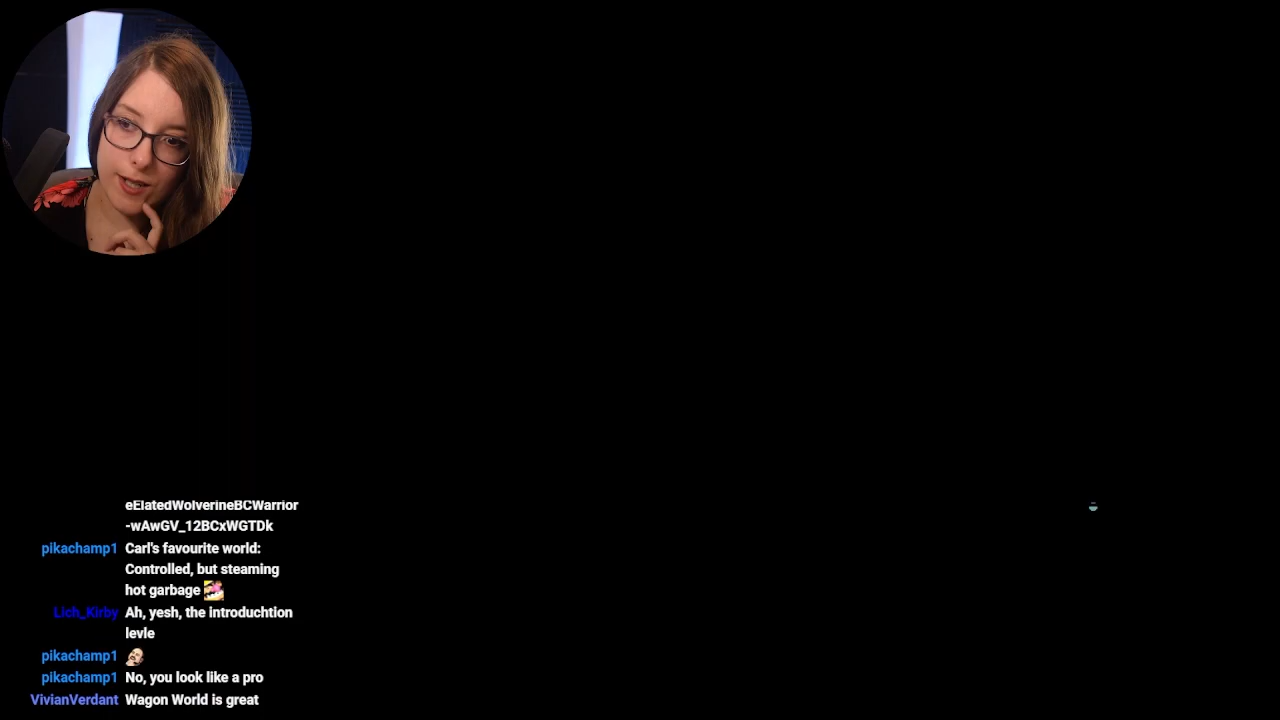 eElatedWolverineBCWarrior
-wAwGV_12BCxWGTDk
pikachamp1 Carl's favourite world:
Controlled, but steaming
hot garbage
Lich_Kirby Ah, yesh, the introduchtion
levle
pikachamp1
pikachamp1 No, you look like a pro
VivianVerdant Wagon World is great